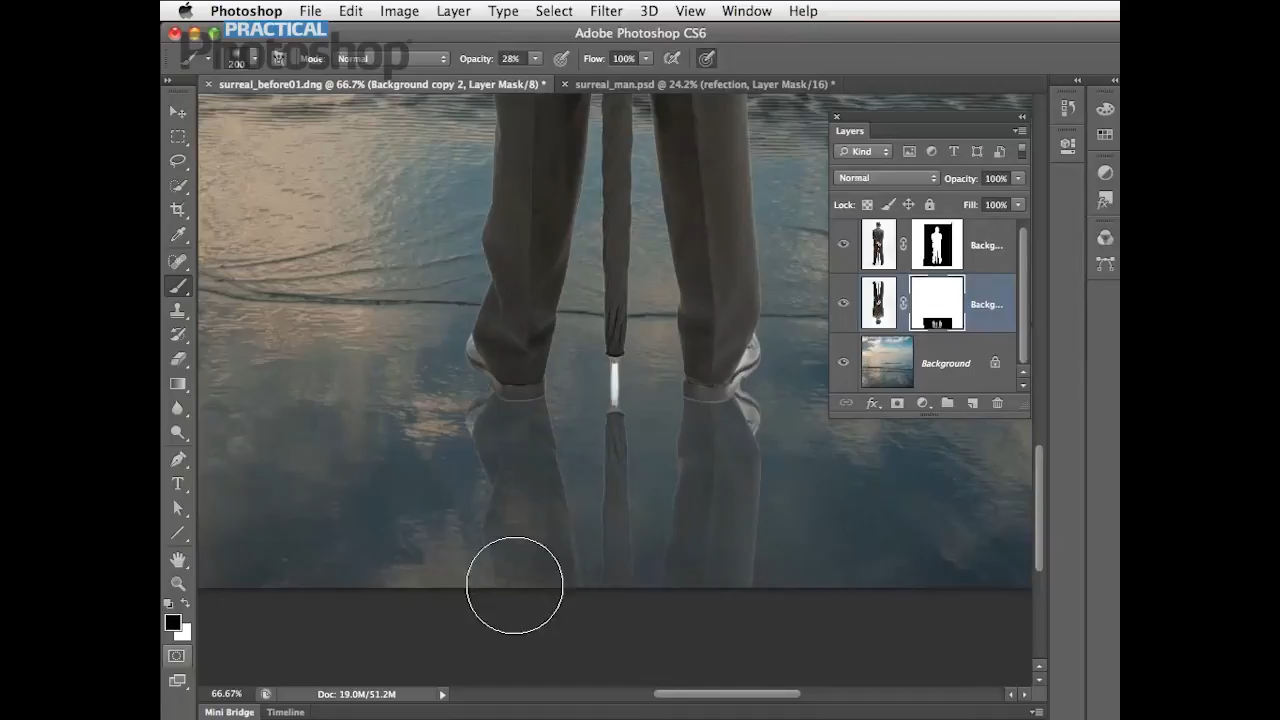 Photoshop File Edit Image Layer Type Select Filter 3D View Window Help
PRACTICAL
Photoshop
Adobe Photoshop CS6
200 Mode: Normal Opacity: 28% Flow: 100%
surreal_before01.dng @ 66.7% (Background copy 2, Layer Mask/8) *
surreal_man.psd @ 24.2% (refection, Layer Mask/16) *
Layers
Kind
Normal Opacity: 100%
Lock: Fill: 100%
Backg...
Backg...
Background
66.67% Doc: 19.0M/51.2M
Mini Bridge Timeline